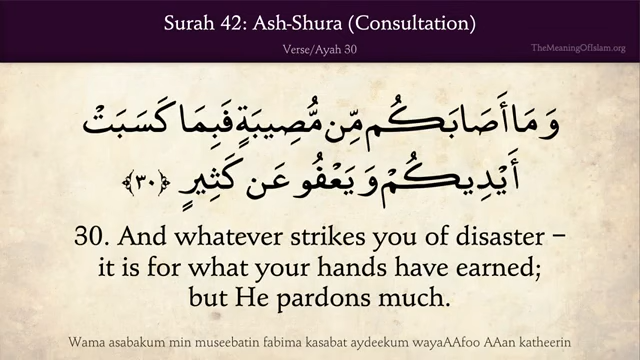 Surah 42: Ash-Shura (Consultation)
Verse/Ayah 30
TheMeaningOfIslam.org
وَمَا أَصَابَكُم مِّن مُّصِيبَةٍ فَبِمَا كَسَبَتْ
أَيْدِيكُمْ وَيَعْفُو عَن كَثِيرٍ ﴿٣٠﴾
30. And whatever strikes you of disaster –
it is for what your hands have earned;
but He pardons much.
Wama asabakum min museebatin fabima kasabat aydeekum wayaAAfoo AAan katheerin